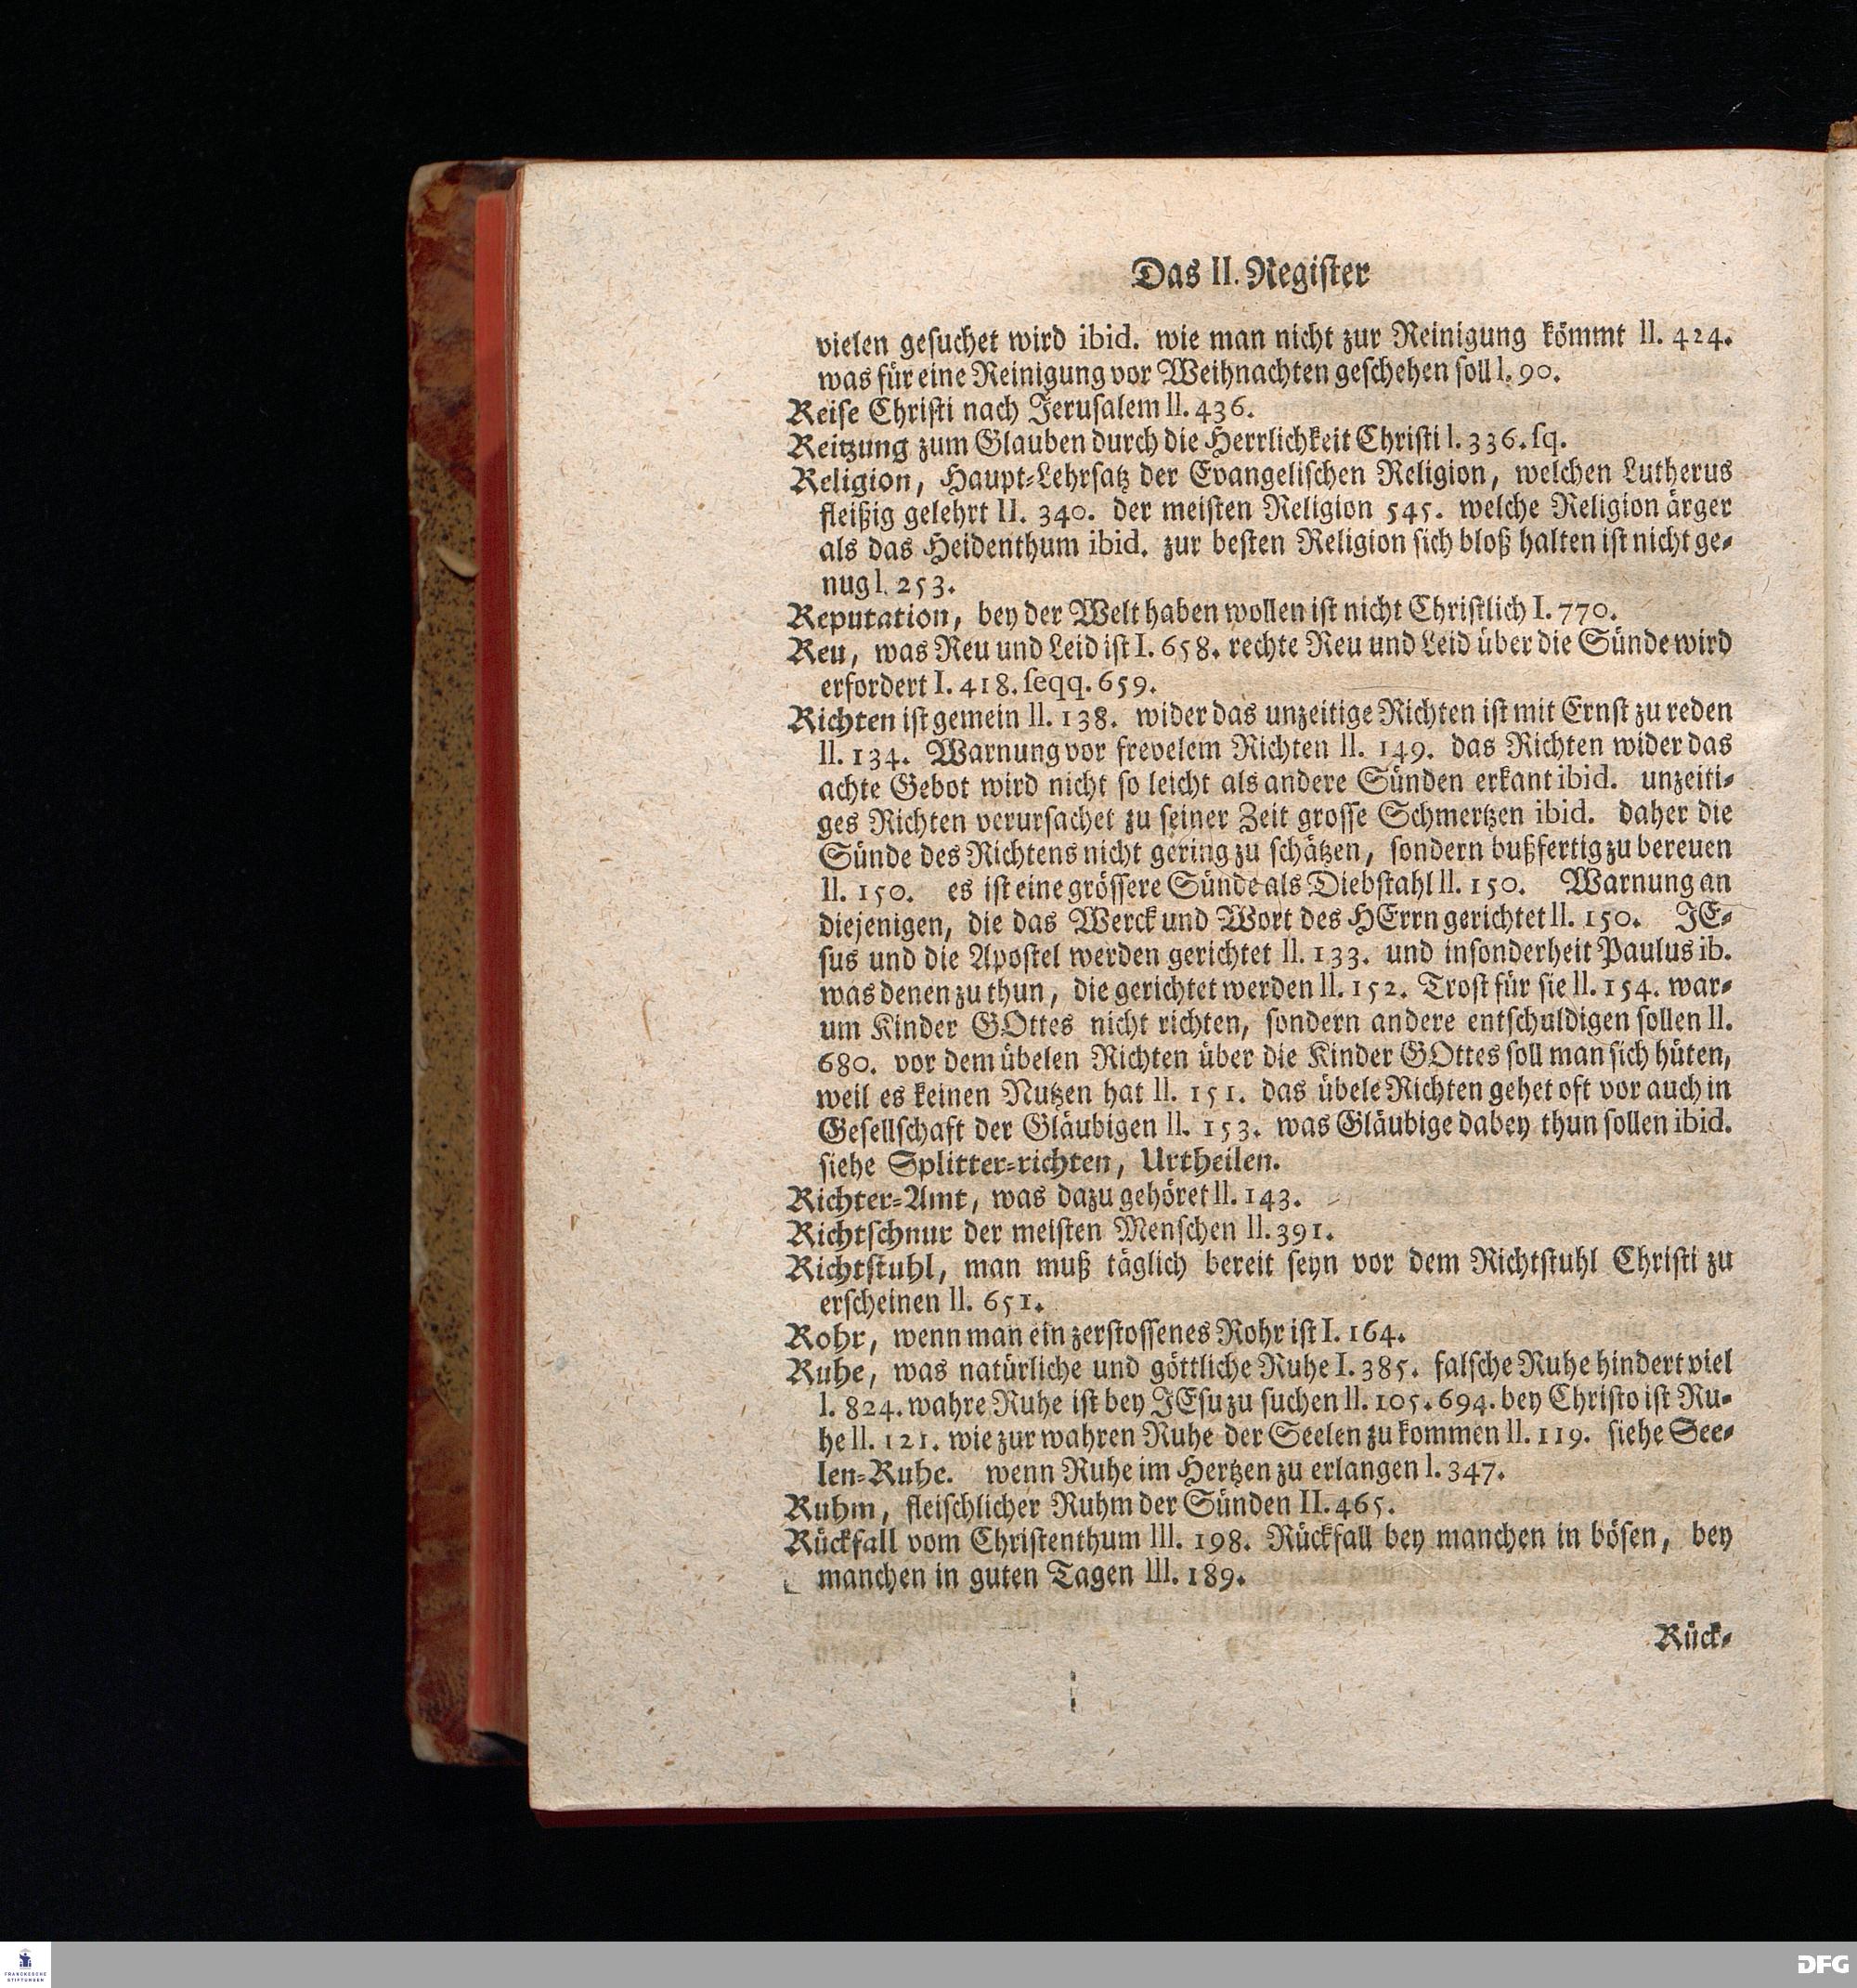 Das II. Register
vielen gesuchet wird ibid. wie man nicht zur Reinigung kömmt II. 424.
was für eine Reinigung vor Weihnachten geschehen soll I. 90.
Reise Christi nach Jerusalem II. 436.
Reitzung zum Glauben durch die Herrlichkeit Christi I. 336. sq.
Religion, Haupt-Lehrsatz der Evangelischen Religion, welchen Lutherus
fleißig gelehrt II. 340. der meisten Religion 545. welche Religion ärger
als das Heidenthum ibid. zur besten Religion sich bloß halten ist nicht ge-
nug I. 253.
Reputation, bey der Welt haben wollen ist nicht Christlich I. 770.
Reu, was Reu und Leid ist I. 658. rechte Reu und Leid über die Sünde wird
erfordert I. 418. seqq. 659.
Richten ist gemein II. 138. wider das unzeitige Richten ist mit Ernst zu reden
II. 134. Warnung vor frevelem Richten II. 149. das Richten wider das
achte Gebot wird nicht so leicht als andere Sünden erkant ibid. unzeiti-
ges Richten verursachet zu seiner Zeit grosse Schmertzen ibid. daher die
Sünde des Richtens nicht gering zu schätzen, sondern bußfertig zu bereuen
II. 150. es ist eine grössere Sünde als Diebstahl II. 150. Warnung an
diejenigen, die das Werck und Wort des HErrn gerichtet II. 150. JE-
sus und die Apostel werden gerichtet II. 133. und insonderheit Paulus ib.
was denen zu thun, die gerichtet werden II. 152. Trost für sie II. 154. war-
um Kinder GOttes nicht richten, sondern andere entschuldigen sollen II.
680. vor dem übelen Richten über die Kinder GOttes soll man sich hüten,
weil es keinen Nutzen hat II. 151. das übele Richten gehet oft vor auch in
Gesellschaft der Gläubigen II. 153. was Gläubige dabey thun sollen ibid.
siehe Splitter-richten, Urtheilen.
Richter-Amt, was dazu gehöret II. 143.
Richtschnur der meisten Menschen II. 391.
Richtstuhl, man muß täglich bereit seyn vor dem Richtstuhl Christi zu
erscheinen II. 651.
Rohr, wenn man ein zerstossenes Rohr ist I. 164.
Ruhe, was natürliche und göttliche Ruhe I. 385. falsche Ruhe hindert viel
I. 824. wahre Ruhe ist bey JEsu zu suchen II. 105. 694. bey Christo ist Ru-
he II. 121. wie zur wahren Ruhe der Seelen zu kommen II. 119. siehe See-
len-Ruhe. wenn Ruhe im Hertzen zu erlangen I. 347.
Ruhm, fleischlicher Ruhm der Sünden II. 465.
Rückfall vom Christenthum III. 198. Rückfall bey manchen in bösen, bey
manchen in guten Tagen III. 189.
Rück-
FRANCKESCHE
STIFTUNGEN
DFG